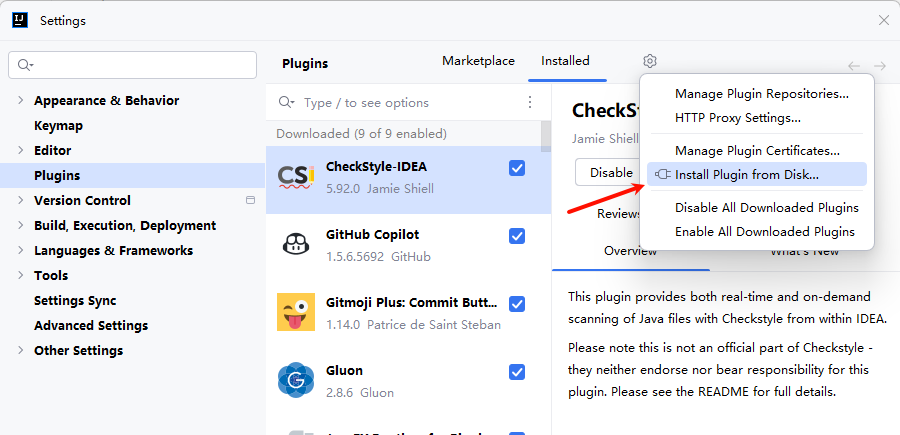 Settings
Plugins
Marketplace
Installed
Appearance & Behavior
Keymap
Editor
Plugins
Version Control
Build, Execution, Deployment
Languages & Frameworks
Tools
Settings Sync
Advanced Settings
Other Settings
Type / to see options
Downloaded (9 of 9 enabled)
CheckStyle-IDEA
5.92.0 Jamie Shiell
GitHub Copilot
1.5.6.5692 GitHub
Gitmoji Plus: Commit Butt...
1.14.0 Patrice de Saint Steban
Gluon
2.8.6 Gluon
CheckSt
Jamie Shiell
Disable
Reviews
Overview
What's New
Manage Plugin Repositories...
HTTP Proxy Settings...
Manage Plugin Certificates...
Install Plugin from Disk...
Disable All Downloaded Plugins
Enable All Downloaded Plugins
This plugin provides both real-time and on-demand
scanning of Java files with Checkstyle from within IDEA.
Please note this is not an official part of Checkstyle -
they neither endorse nor bear responsibility for this
plugin. Please see the README for full details.